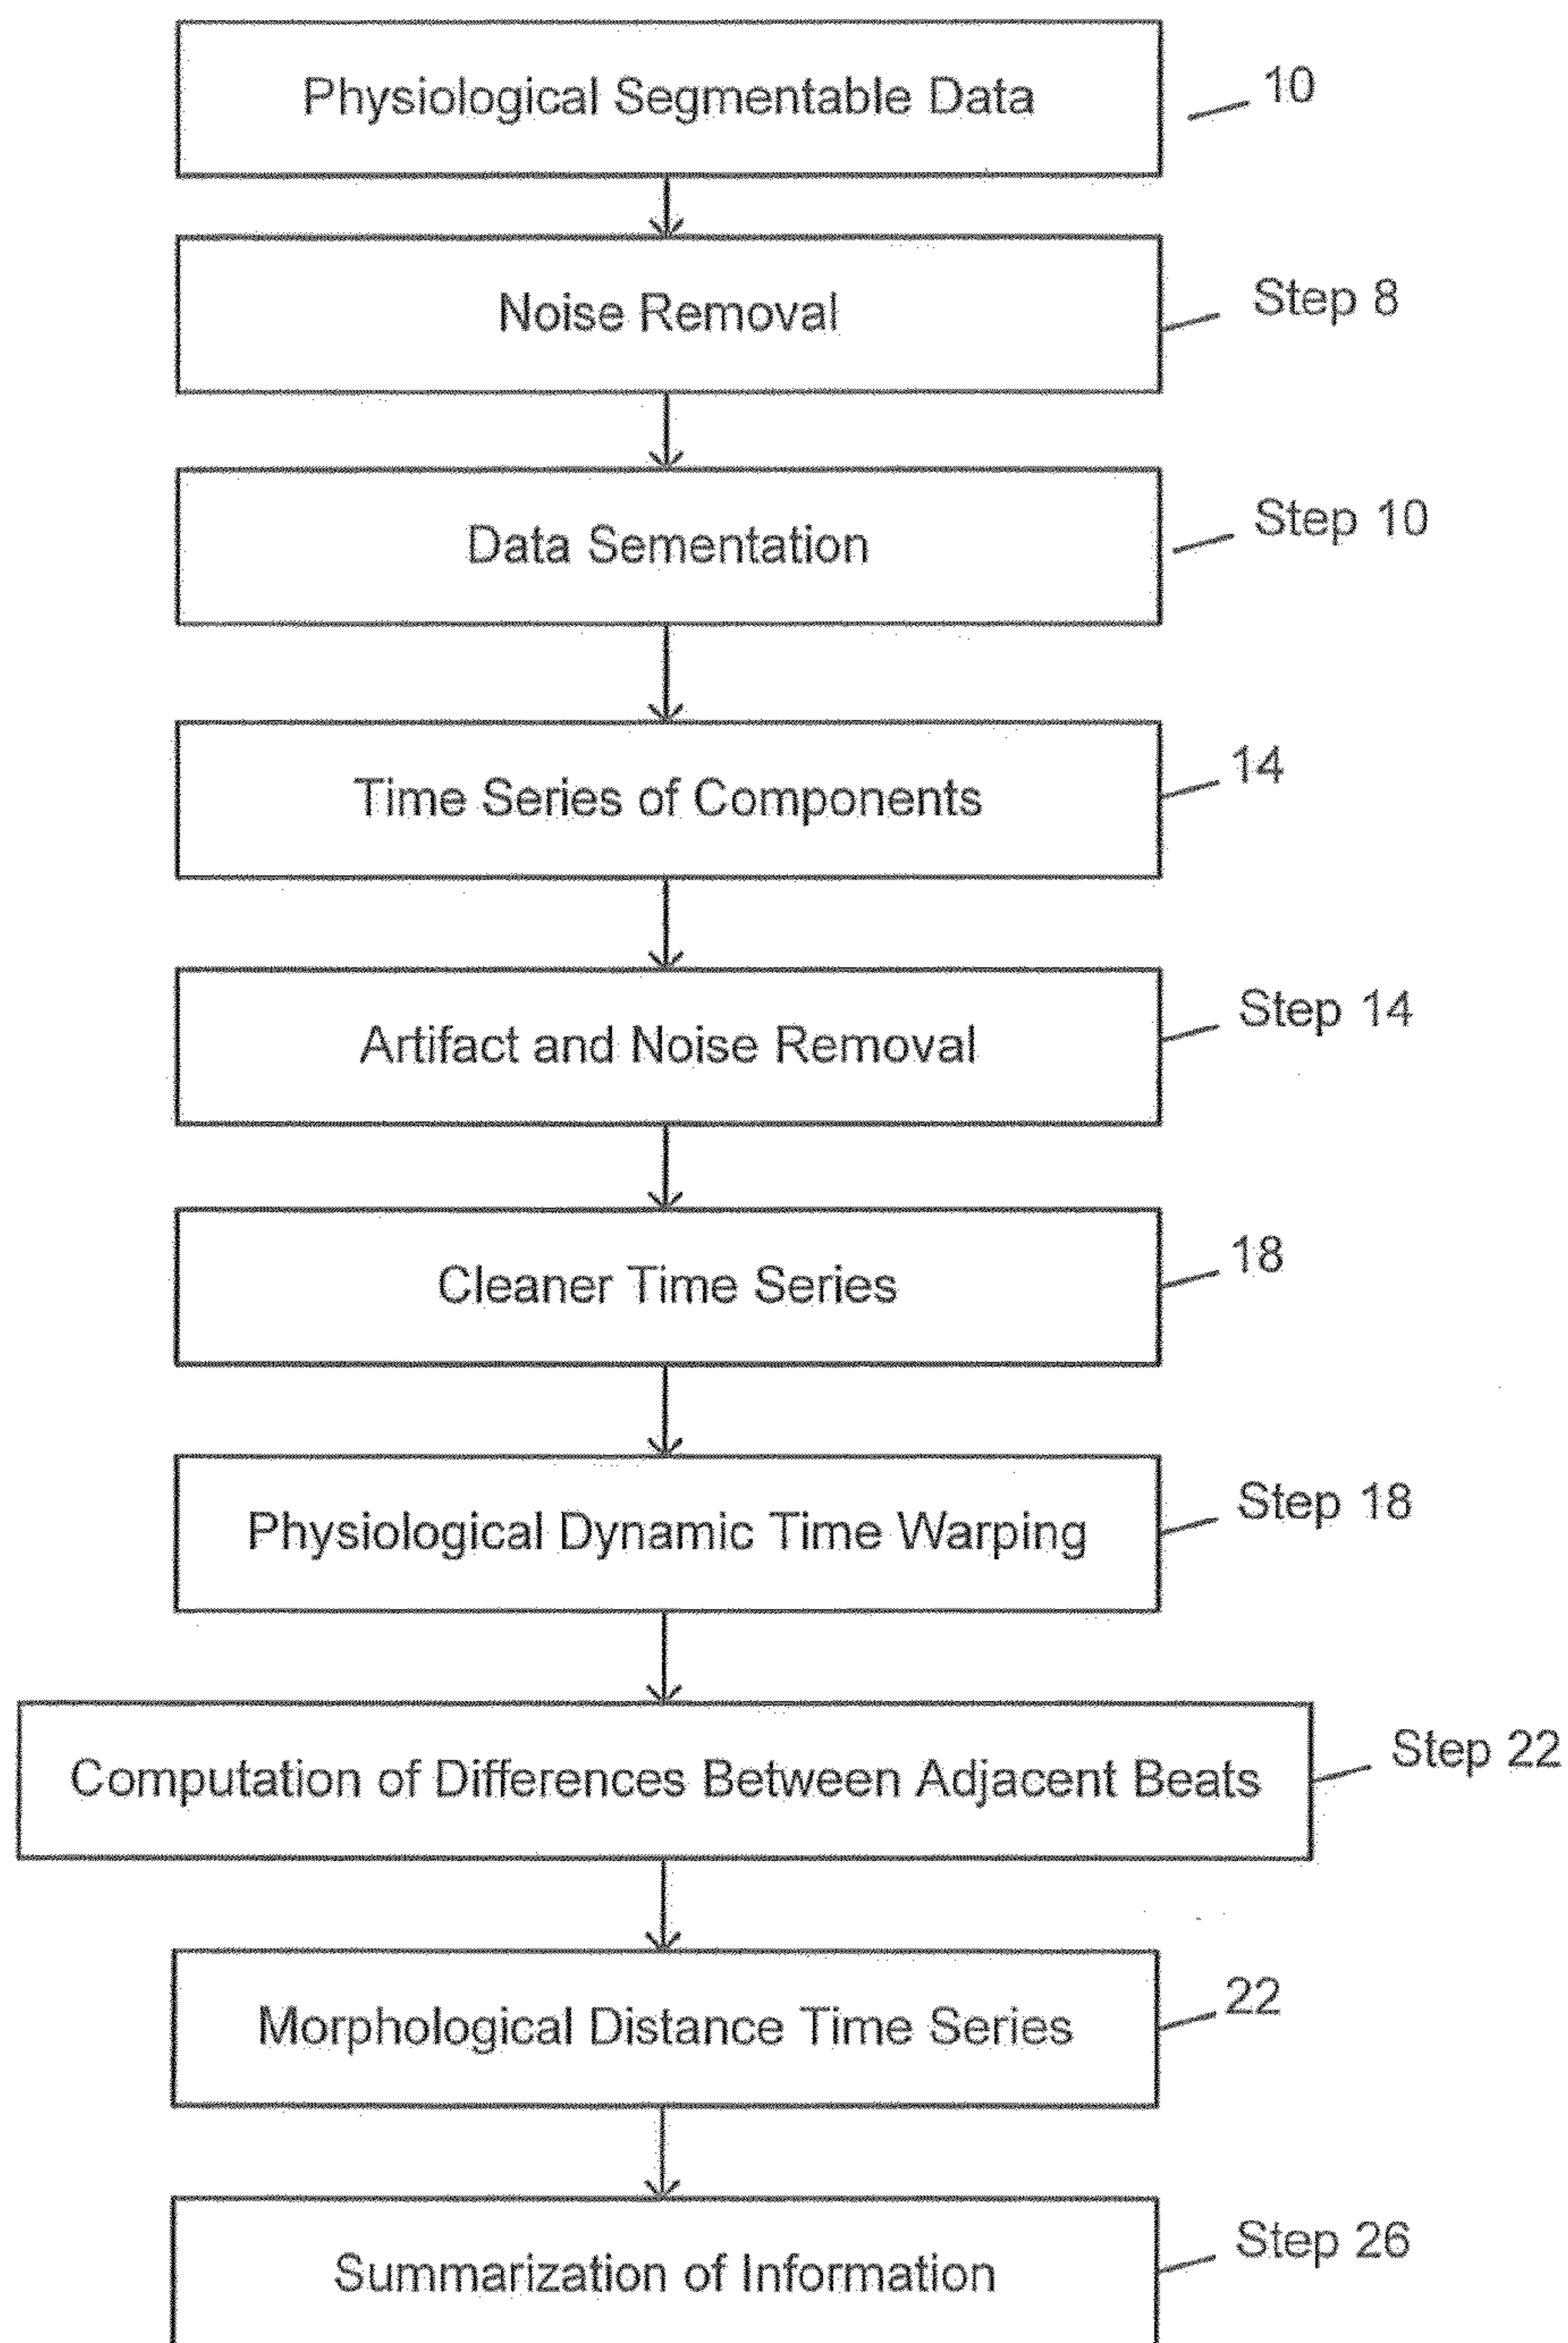 Physiological Segmentable Data
10
Noise Removal
Step 8
Data Sementation
Step 10
Time Series of Components
14
Artifact and Noise Removal
Step 14
Cleaner Time Series
18
Physiological Dynamic Time Warping
Step 18
Computation of Differences Between Adjacent Beats
Step 22
Morphological Distance Time Series
22
Summarization of Information
Step 26